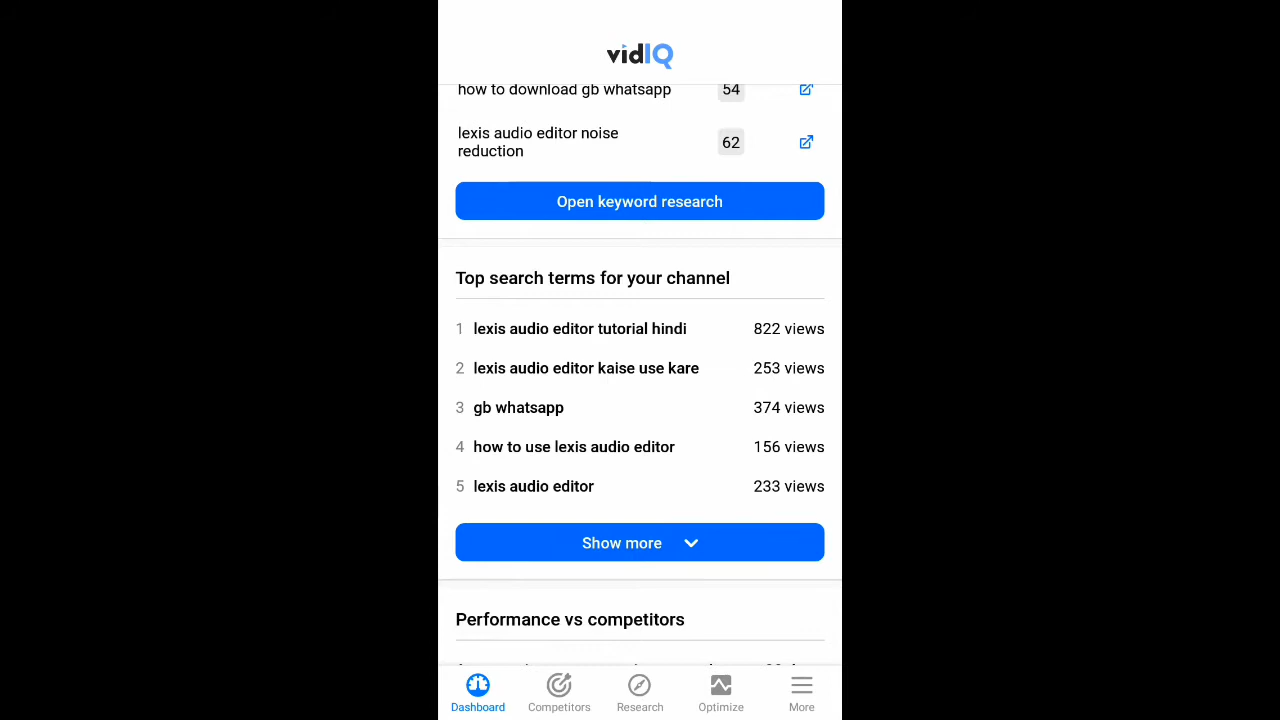 vidIQ
how to download gb whatsapp 54
lexis audio editor noise
reduction
62
Open keyword research
Top search terms for your channel
1 lexis audio editor tutorial hindi 822 views
2 lexis audio editor kaise use kare 253 views
3 gb whatsapp 374 views
4 how to use lexis audio editor 156 views
5 lexis audio editor 233 views
Show more
Performance vs competitors
Dashboard Competitors Research Optimize More